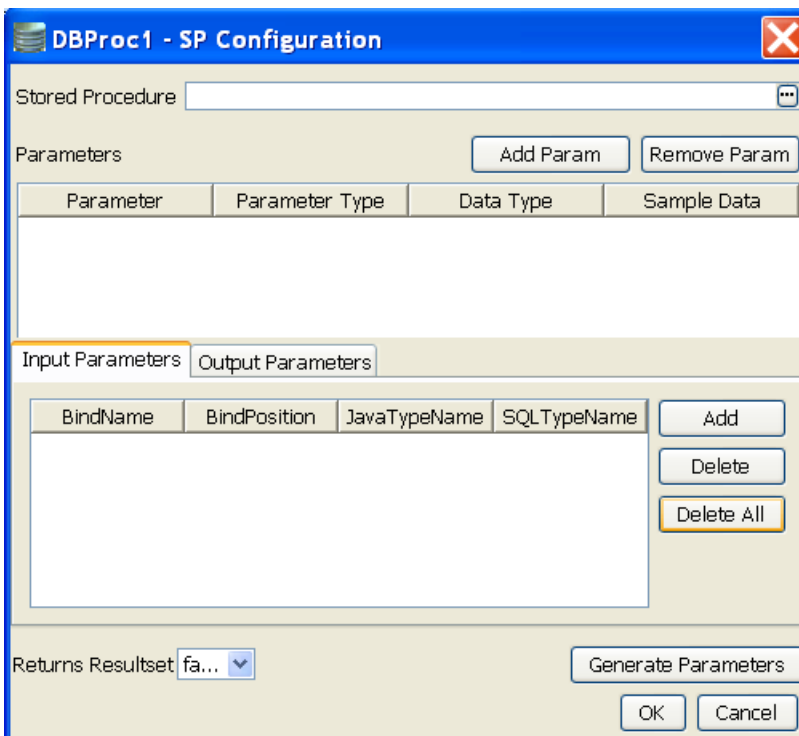 DBProc1 - SP Configuration
Stored Procedure
Parameters Add Param Remove Param
Parameter Parameter Type Data Type Sample Data
Input Parameters Output Parameters
BindName BindPosition JavaTypeName SQLTypeName Add
Delete
Delete All
Returns Resultset fa... Generate Parameters
OK Cancel